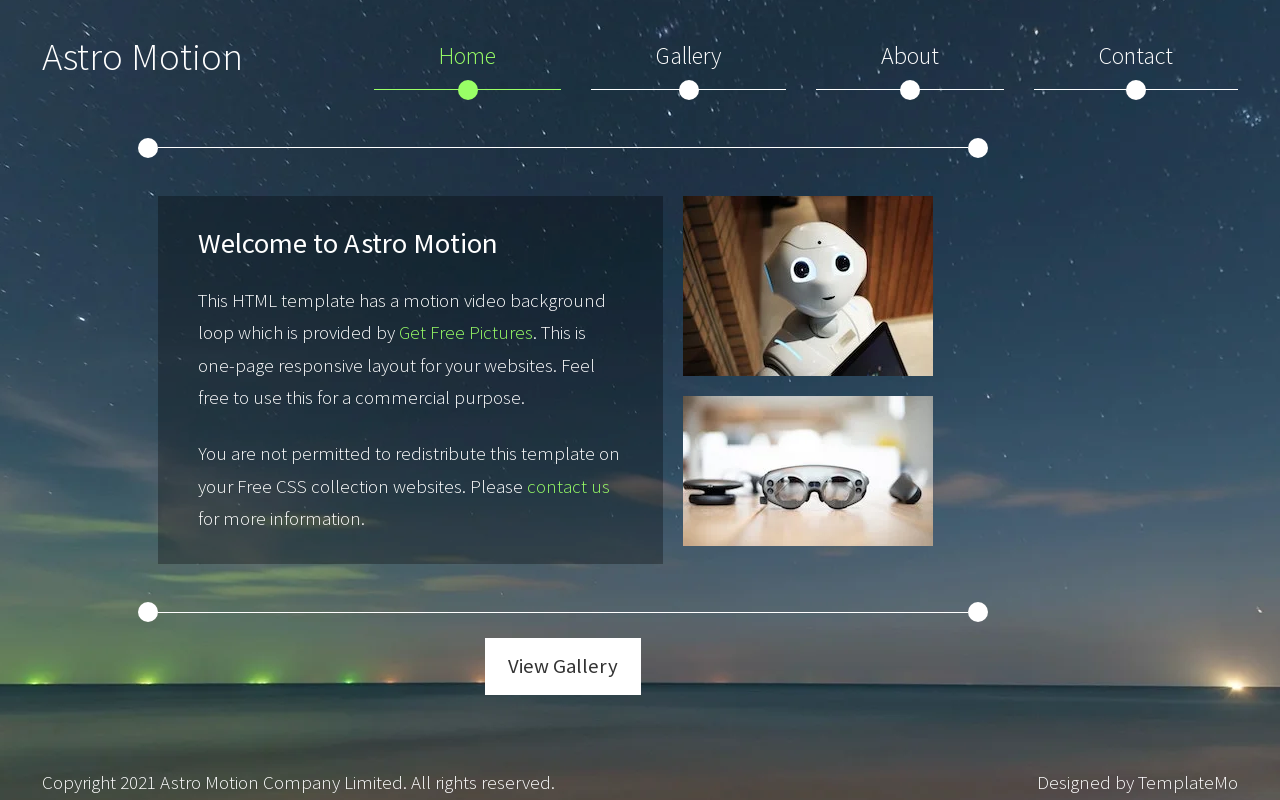 Astro Motion
Home
Gallery
About
Contact
Welcome to Astro Motion
This HTML template has a motion video background
loop which is provided by Get Free Pictures. This is
one-page responsive layout for your websites. Feel
free to use this for a commercial purpose.
You are not permitted to redistribute this template on
your Free CSS collection websites. Please contact us
for more information.
View Gallery
Copyright 2021 Astro Motion Company Limited. All rights reserved.
Designed by TemplateMo